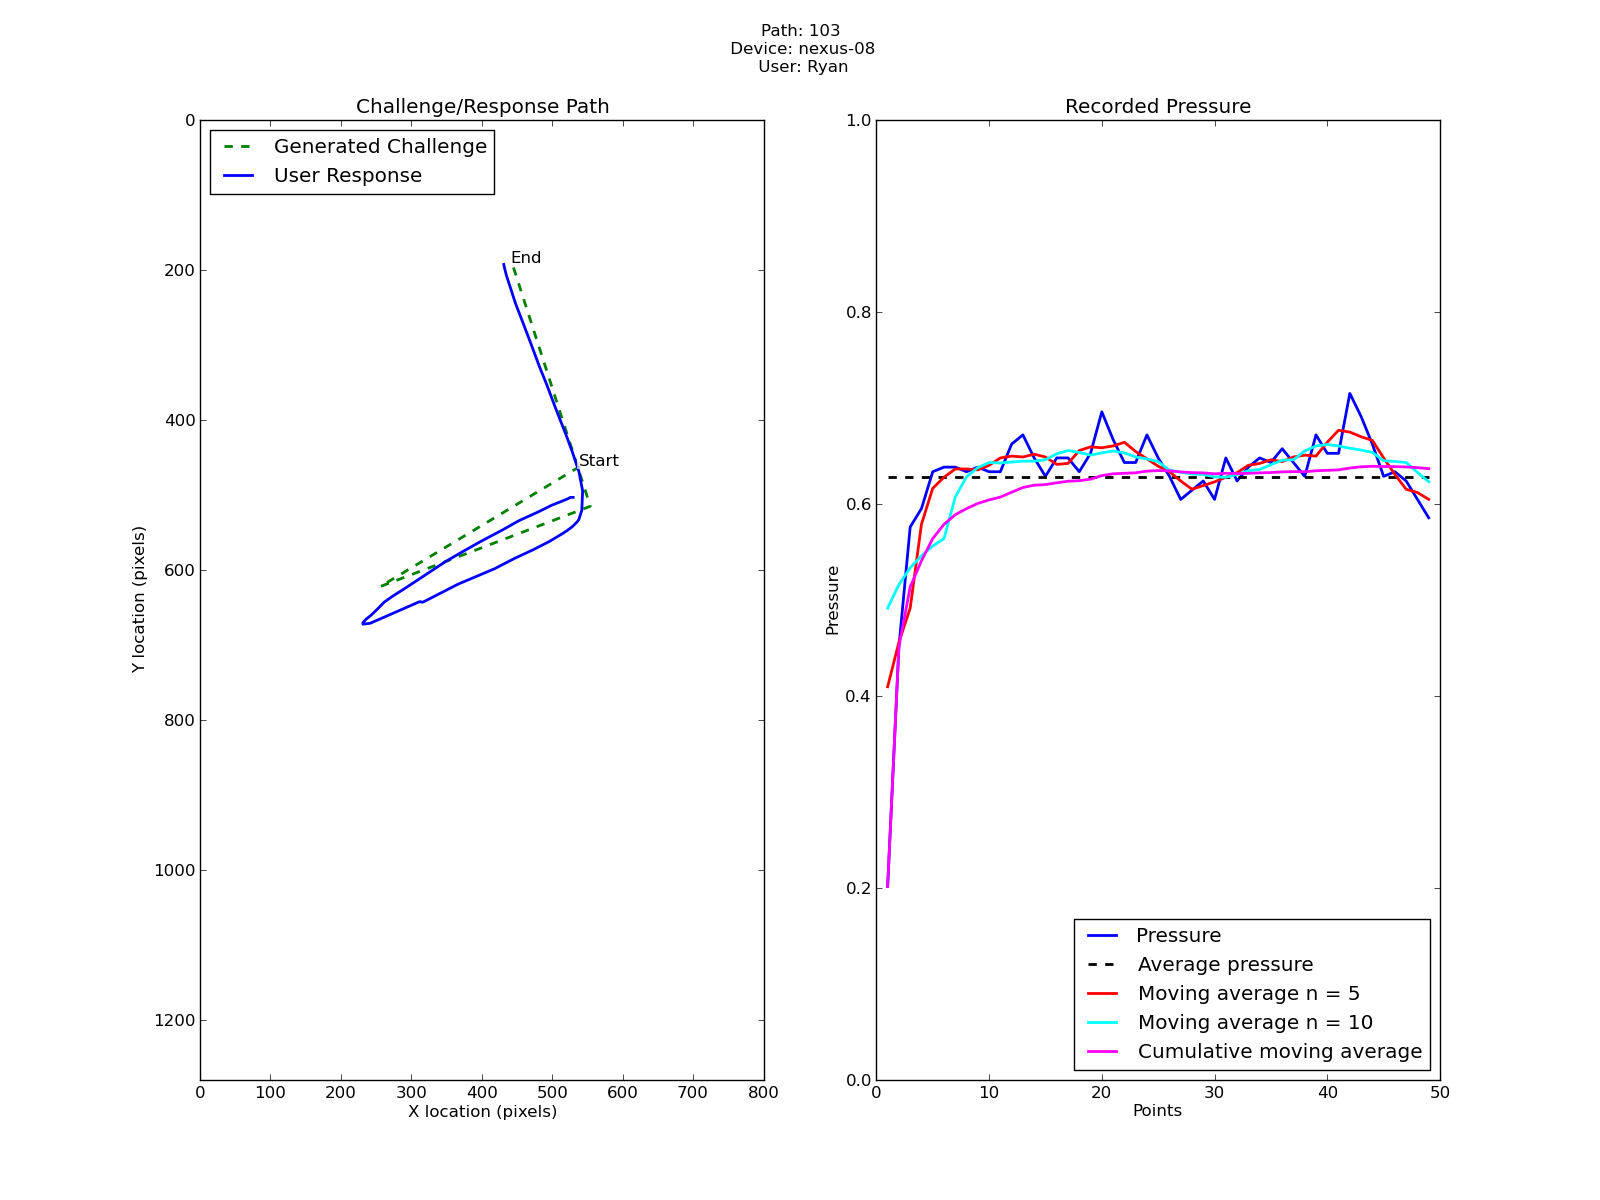 Path: 103
Device: nexus-08
User: Ryan
Challenge/Response Path
0
200
400
600
800
1000
1200
Y location (pixels)
Generated Challenge
User Response
End
Start
0 100 200 300 400 500 600 700 800
X location (pixels)
Recorded Pressure
1.0
0.8
0.6
0.4
0.2
0.0
Pressure
Pressure
Average pressure
Moving average n = 5
Moving average n = 10
Cumulative moving average
0 10 20 30 40 50
Points